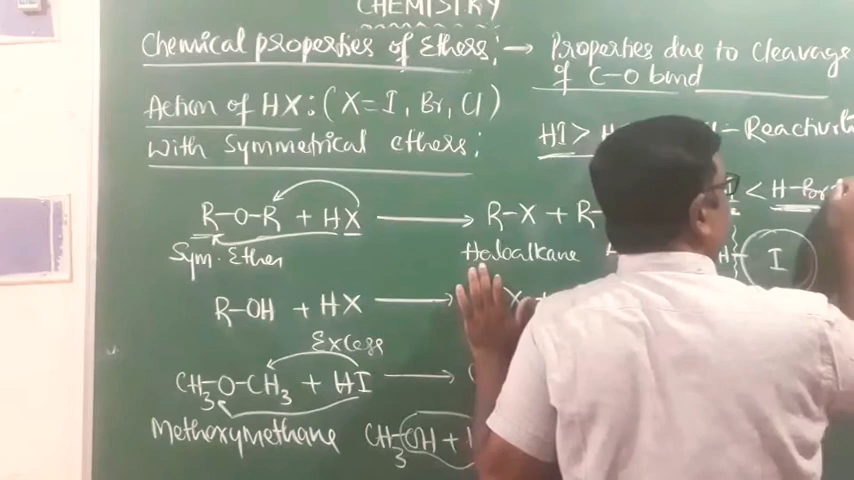 CHEMISTRY
Chemical properties of Ethers: → Properties due to cleavage of C-O bond
Action of HX: (X = I, Br, Cl)
With Symmetrical ethers:
HI > - Reactivity
< H-Br
R-O-R + HX → R-X + R-
Sym. Ether Haloalkane
H I
R-OH + HX →
Excess
CH3-O-CH3 + HI →
Methoxymethane CH3-OH +